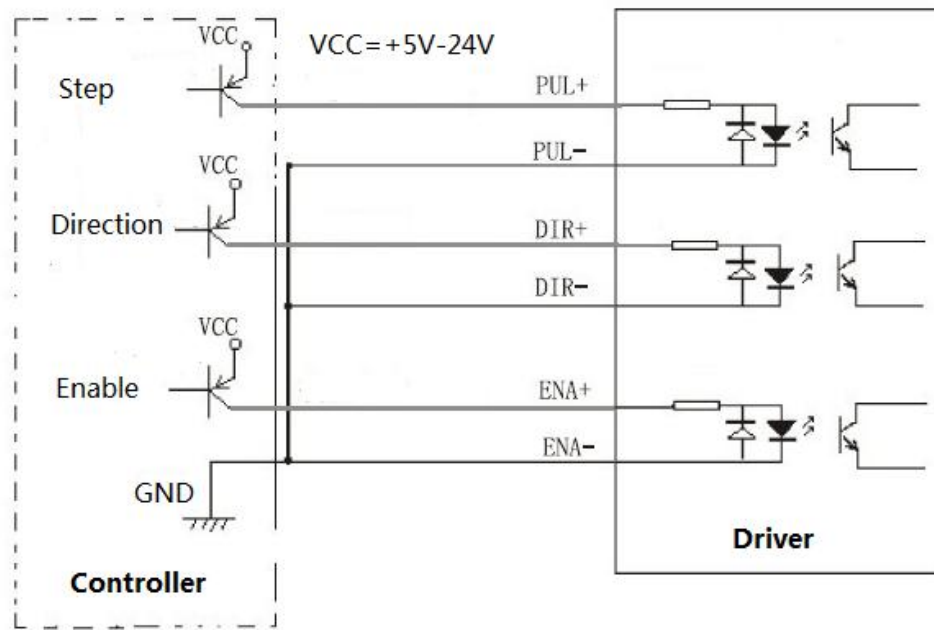 VCC
VCC=+5V-24V
Step
PUL+
PUL-
VCC
Direction
DIR+
DIR-
VCC
Enable
ENA+
ENA-
GND
Driver
Controller